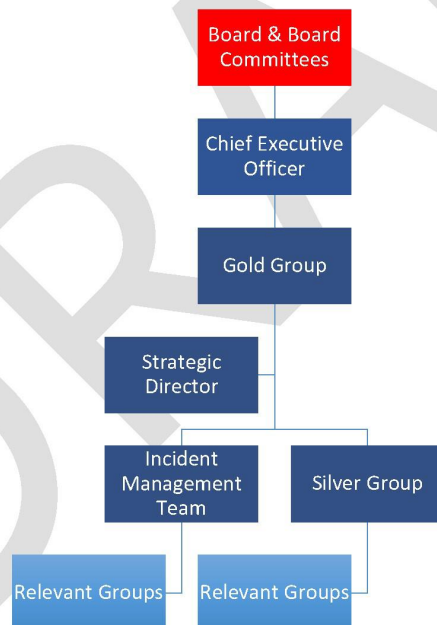 Board & Board
Committees
Chief Executive
Officer
Gold Group
Strategic
Director
Incident
Management
Team
Silver Group
Relevant Groups
Relevant Groups